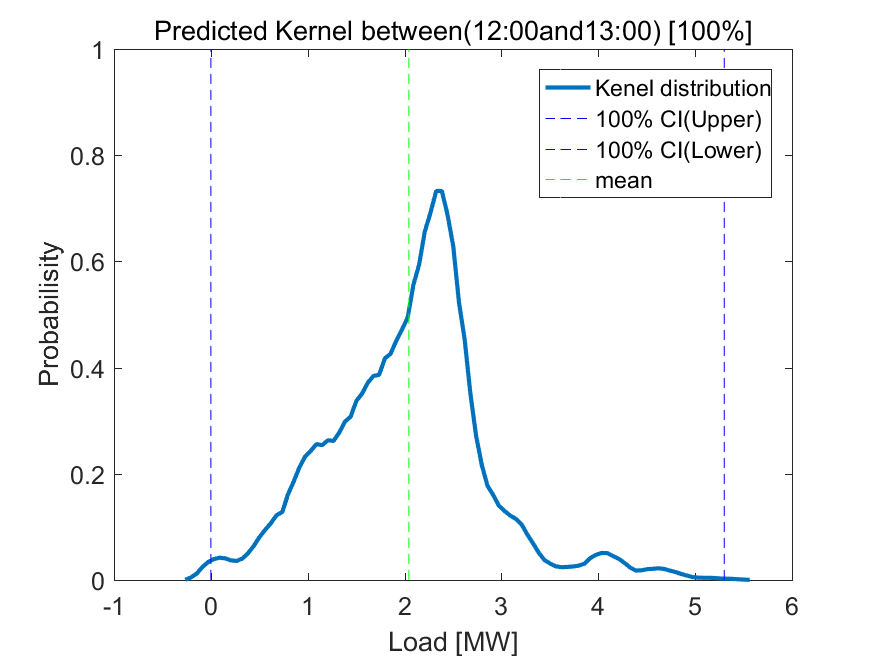 Predicted Kernel between(12:00and13:00) [100%]
1
0.8
0.6
0.4
0.2
0
Probabilisity
Kenel distribution
100% CI(Upper)
100% CI(Lower)
mean
-1 0 1 2 3 4 5 6
Load [MW]